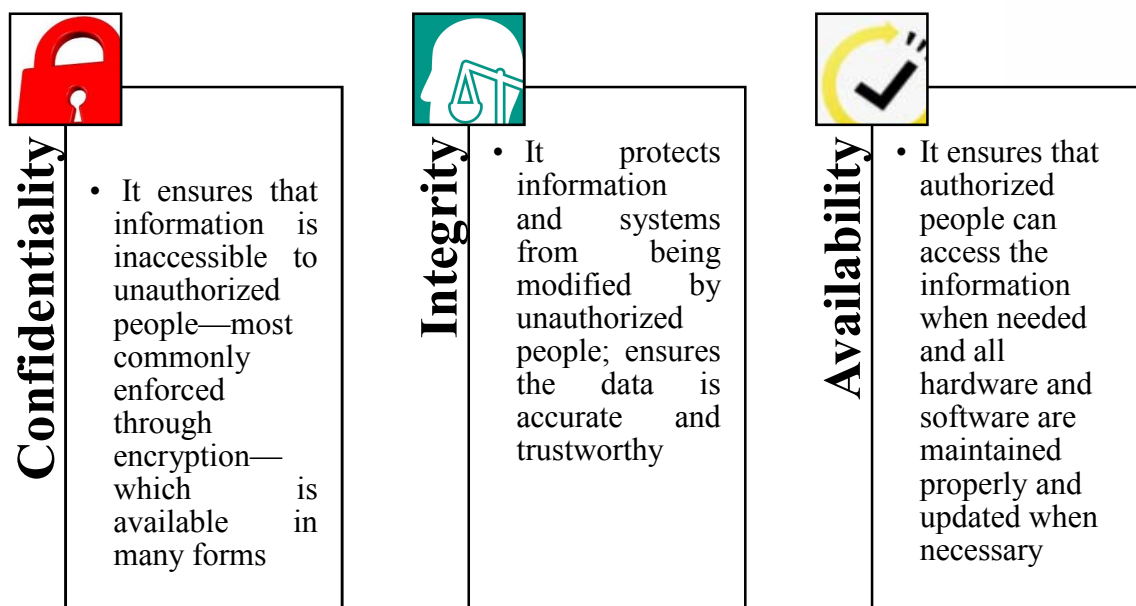 Confidentiality
• It ensures that
information is
inaccessible to
unauthorized
people—most
commonly
enforced
through
encryption—
which is
available in
many forms
Integrity
• It protects
information
and systems
from being
modified by
unauthorized
people; ensures
the data is
accurate and
trustworthy
Availability
• It ensures that
authorized
people can
access the
information
when needed
and all
hardware and
software are
maintained
properly and
updated when
necessary